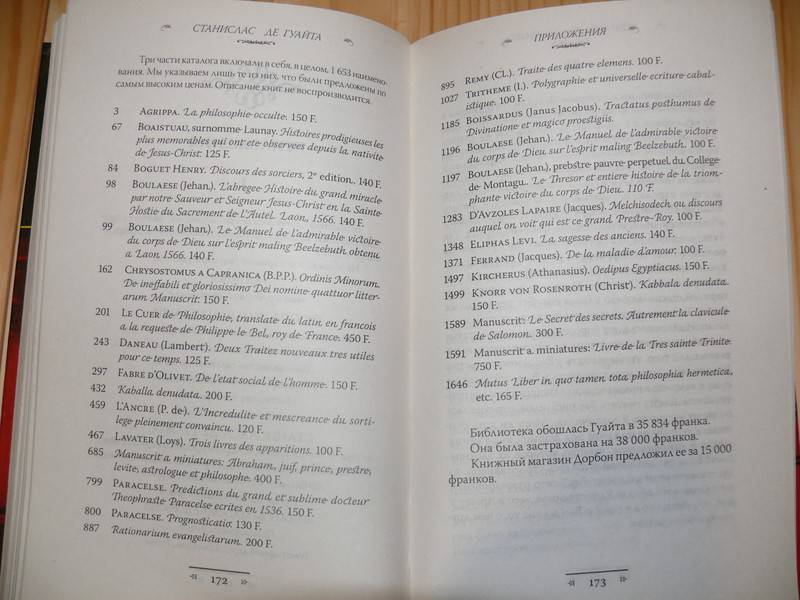 СТАНИСЛАС ДЕ ГУАЙТА
Три части каталога включали в себя, в целом, 1 653 наимено-
вания. Мы указываем лишь те из них, что были предложены по
самым высоким ценам. Описание книг не воспроизводится.
3 AGRIPPA. La philosophie occulte. 150 F.
67 BOAISTUAU, surnomme Launay. Histoires prodigieuses les
plus memorables qui ont ete observees depuis la nativite
de Jesus-Christ. 125 F.
84 BOGUET HENRY. Discours des sorciers, 2e edition.. 140 F.
98 BOULAESE (Jehan.). L'abregee Histoire du grand miracle
par notre Sauveur et Seigneur Jesus-Christ en la Sainte
Hostie du Sacrement de L'Autel. Laon, 1566. 140 F.
99 BOULAESE (Jehan.). Le Manuel de l'admirable victoire
du corps de Dieu sur l'esprit maling Beelzebuth obtenu
a Laon, 1566. 140 F.
162 CHRYSOSTOMUS A CAPRANICA (B.P.P.). Ordinis Minorum.
De ineffabili et gloriosissimo Dei nomine quattuor litter-
arum. Manuscrit: 150 F.
201 LE CUER de Philosophie, translate du latin en francois
a la requeste de Philippe le Bel, roy de France. 450 F.
243 DANEAU (Lambert). Deux Traitez nouveaux tres utiles
pour ce temps. 125 F.
297 FABRE D'OLIVET. De l'etat social de l'homme. 150 F.
432 Kaballa denudata. 200 F.
459 L'ANCRE (P. de). L'Incredulite et mescreance du sorti-
lege pleinement convaincu. 120 F.
467 LAVATER (Loys). Trois livres des apparitions. 100 F.
685 Manuscrit a miniatures: Abraham, juif, prince, prestre,
levite, astrologue et philosophe. 400 F.
799 PARACELSE. Predictions du grand et sublime docteur
Theophraste Paracelse ecrites en 1536. 150 F.
800 PARACELSE. Prognosticatio. 130 F.
887 Rationarium evangelistarum. 200 F.
172
ПРИЛОЖЕНИЯ
895 REMY (CL.). Traite des quatre elemens. 100 F.
1027 TRITHEME (I.). Polygraphie et universelle ecriture cabal-
istique. 100 F.
1185 BOISSARDUS (Janus Jacobus). Tractatus posthumus de
Divinatione et magico proestigiis.
1196 BOULAESE (Jehan). Le Manuel de l'admirable victoire
du corps de Dieu sur l'esprit maling Beelzebuth. 100 F.
1197 BOULAESE (Jehan), prebstre pauvre perpetuel du College
de Montagu.. Le Thresor et entiere histoire de la triom-
phante victoire du corps de Dieu. 110 F.
1283 D'AVZOLES LAPAIRE (Jacques). Melchisodech ou discours
auquel on voit qui est ce grand Prestre-Roy. 100 F.
1348 ELIPHAS LEVI. La sagesse des anciens. 140 F.
1371 FERRAND (Jacques). De la maladie d'amour. 100 F.
1497 KIRCHERUS (Athanasius). Oedipus Egyptiacus. 150 F.
1499 KNORR VON ROSENROTH (Christ). Kabbala denudata.
150 F.
1589 Manuscrit: Le Secret des secrets. Autrement la clavicule
de Salomon. 300 F.
1591 Manuscrit a miniatures: Livre de la Tres sainte Trinite.
750 F.
1646 Mutus Liber in quo tamen tota philosophia hermetica,
etc. 165 F.
Библиотека обошлась Гуайта в 35 834 франка.
Она была застрахована на 38 000 франков.
Книжный магазин Дорбон предложил ее за 15 000
франков.
173